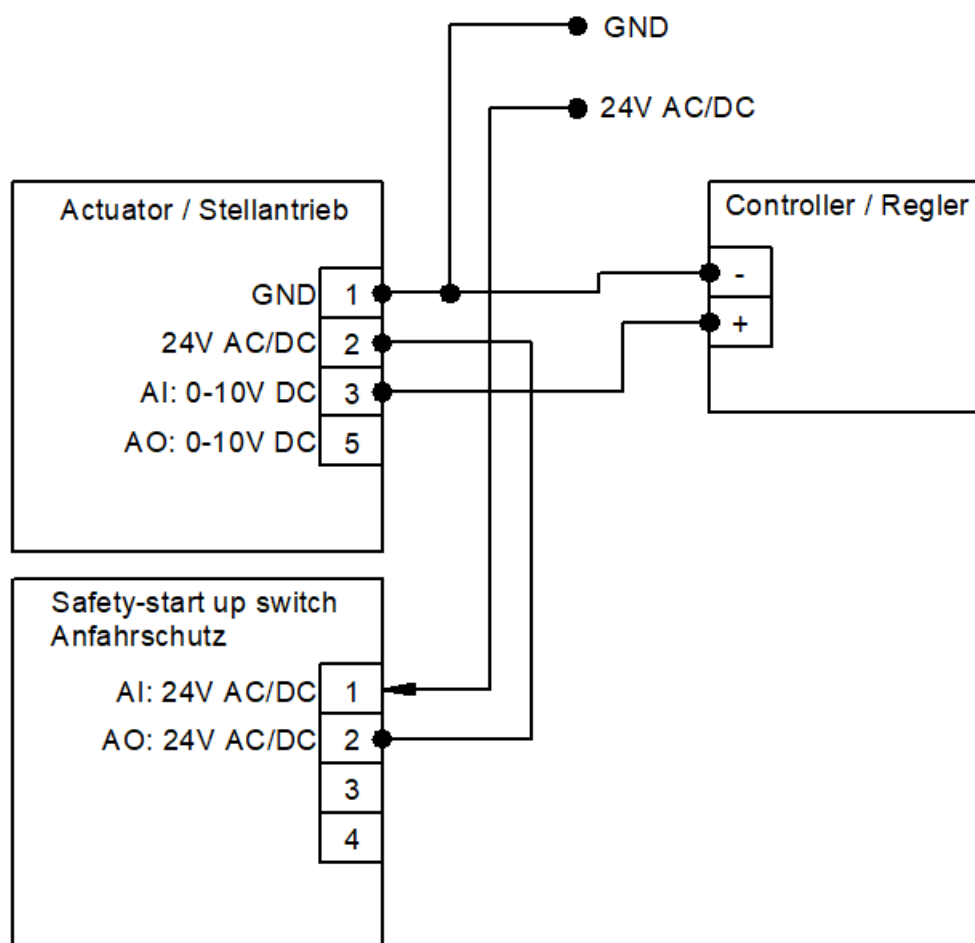 GND
24V AC/DC
Actuator / Stellantrieb
GND 1
24V AC/DC 2
AI: 0-10V DC 3
AO: 0-10V DC 5
Controller / Regler
-
+
Safety-start up switch
Anfahrschutz
AI: 24V AC/DC 1
AO: 24V AC/DC 2
3
4